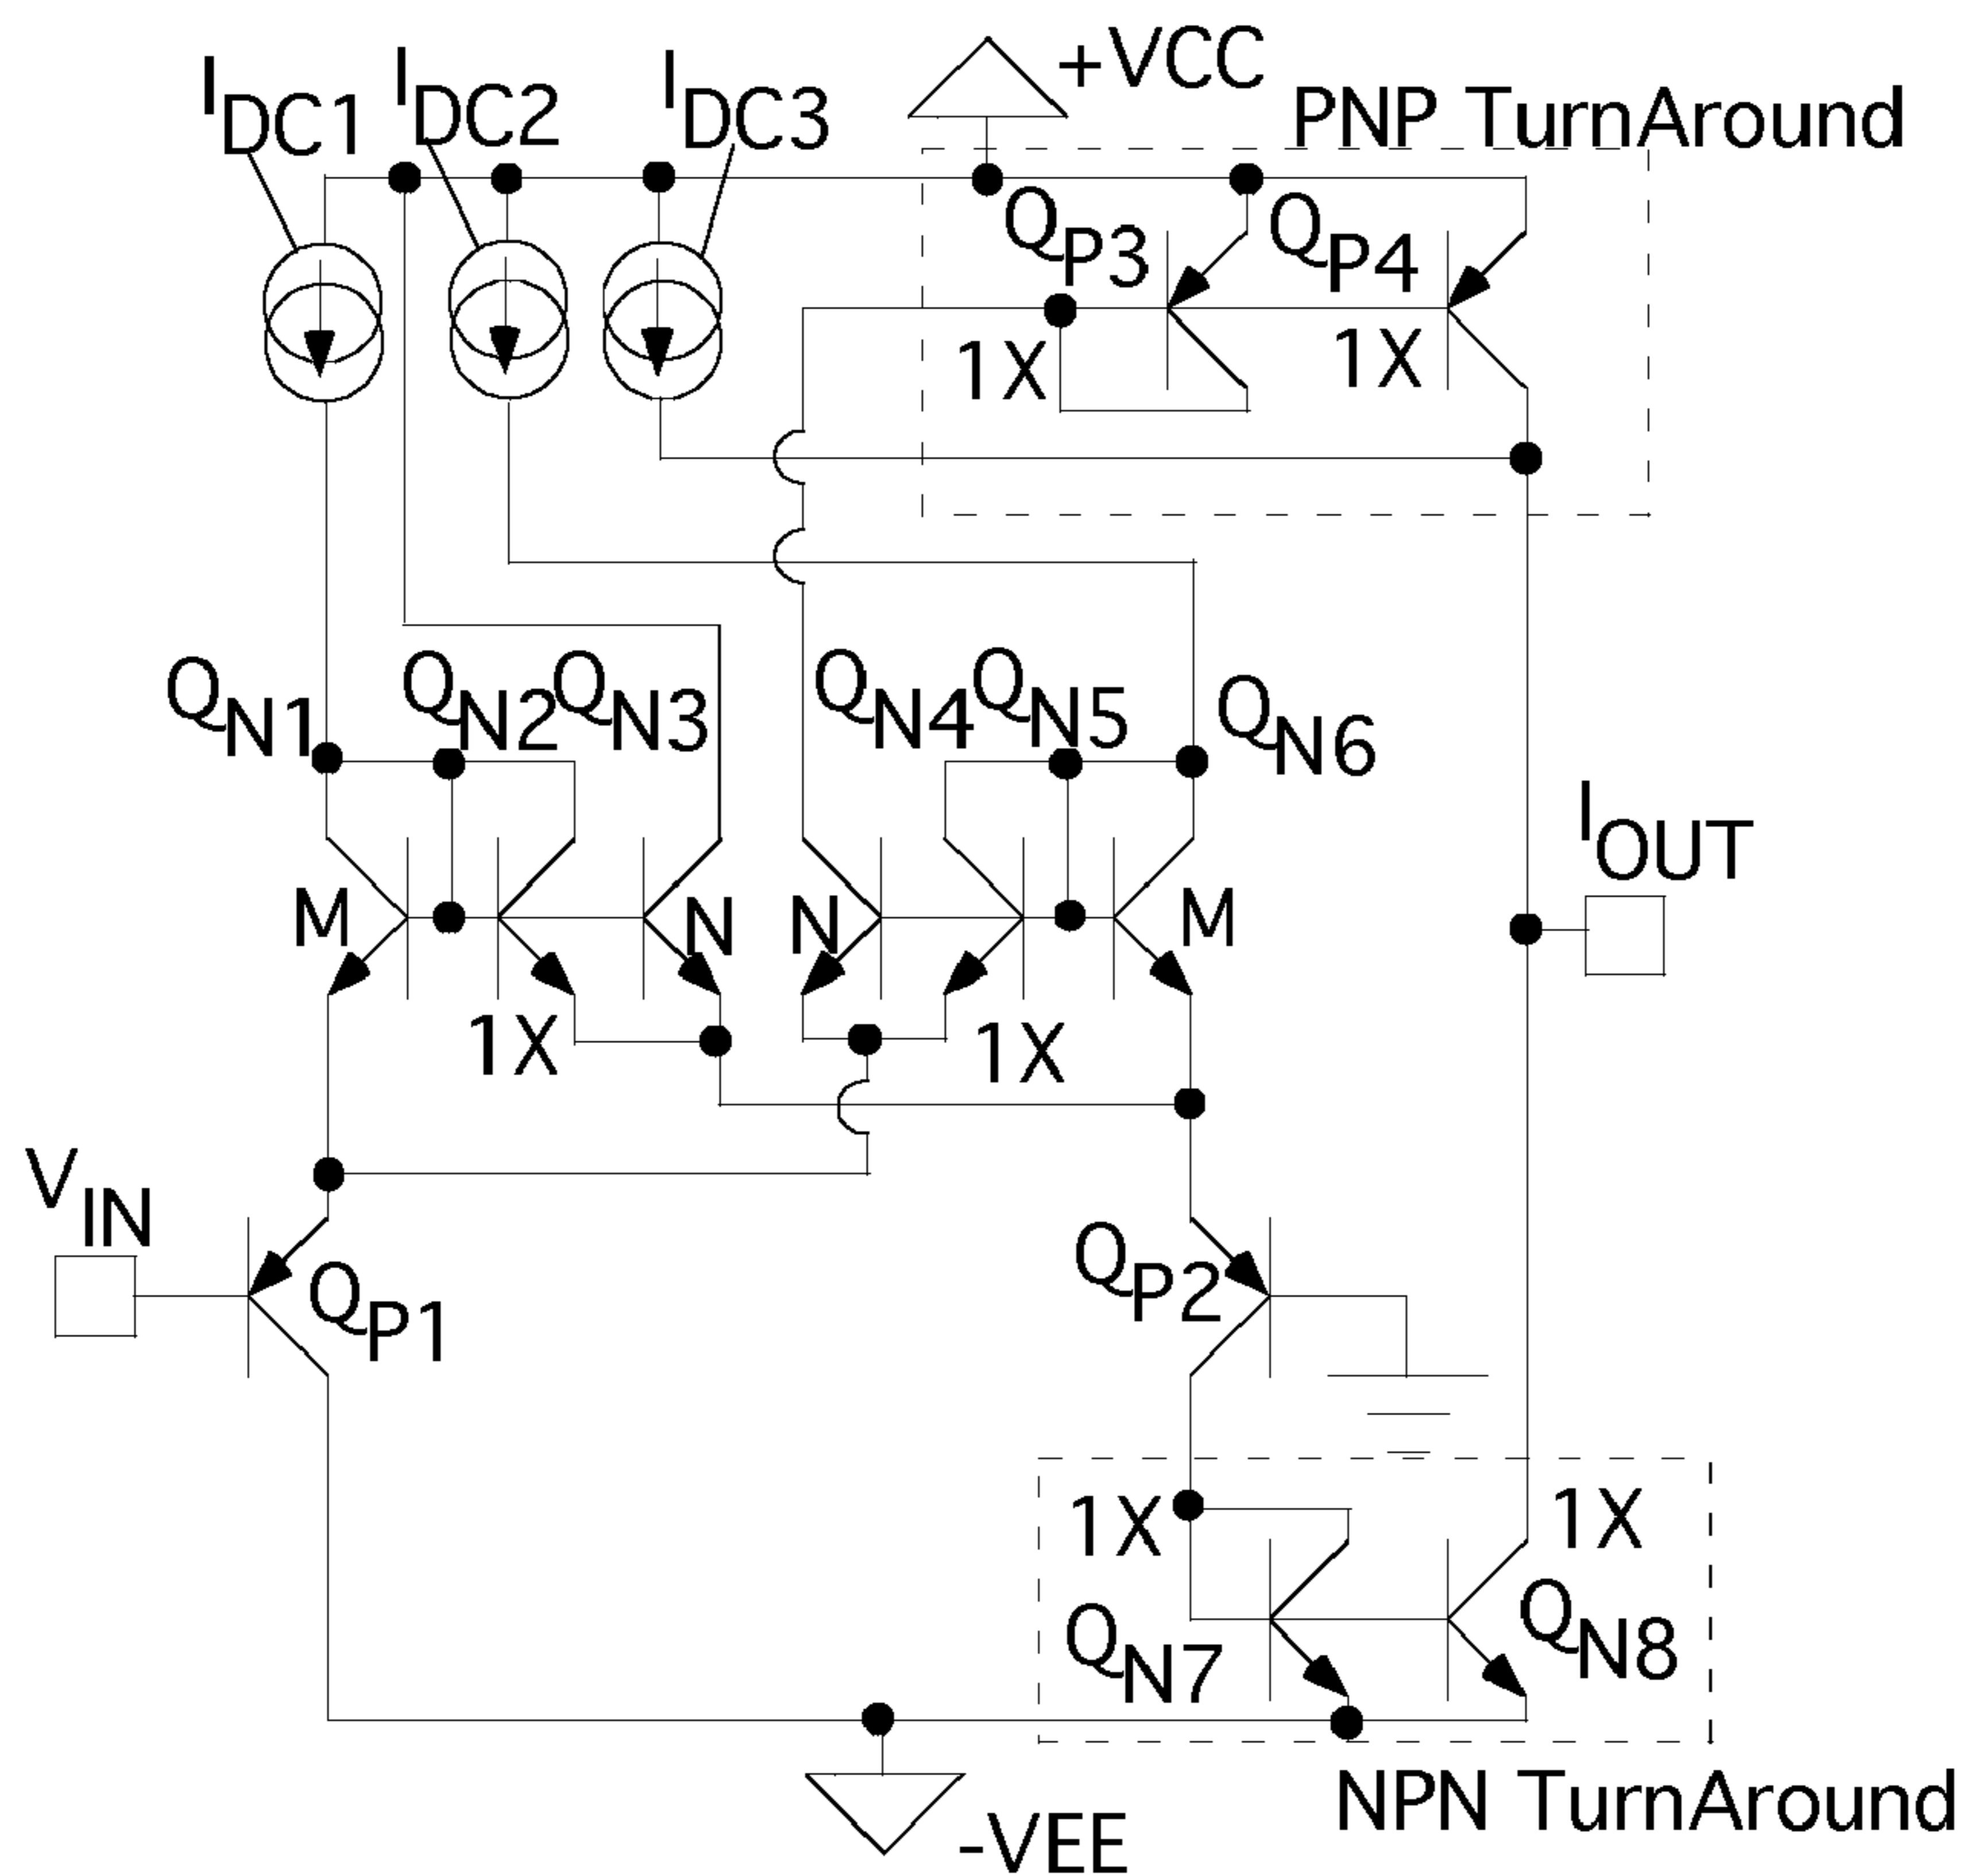 IDC1
IDC2
IDC3
+VCC
PNP TurnAround
QP3
QP4
1X
1X
QN1
QN2
QN3
QN4
QN5
QN6
IOUT
M
N
N
M
1X
1X
VIN
QP1
QP2
1X
1X
QN7
QN8
NPN TurnAround
-VEE